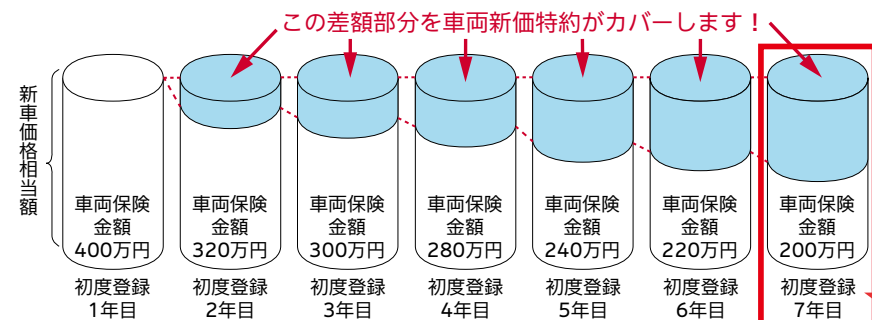 この差額部分を車両新価特約がカバーします！
新車価格相当額
車両保険
金額
400万円
初度登録
1年目
車両保険
金額
320万円
初度登録
2年目
車両保険
金額
300万円
初度登録
3年目
車両保険
金額
280万円
初度登録
4年目
車両保険
金額
240万円
初度登録
5年目
車両保険
金額
220万円
初度登録
6年目
車両保険
金額
200万円
初度登録
7年目